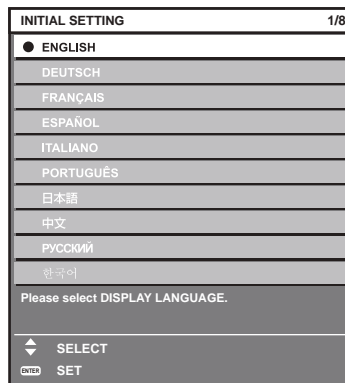 INITIAL SETTING 1/8
ENGLISH
DEUTSCH
FRANÇAIS
ESPAÑOL
ITALIANO
PORTUGUÊS
日本語
中文
РУССКИЙ
한국어
Please select DISPLAY LANGUAGE.
SELECT
ENTER SET